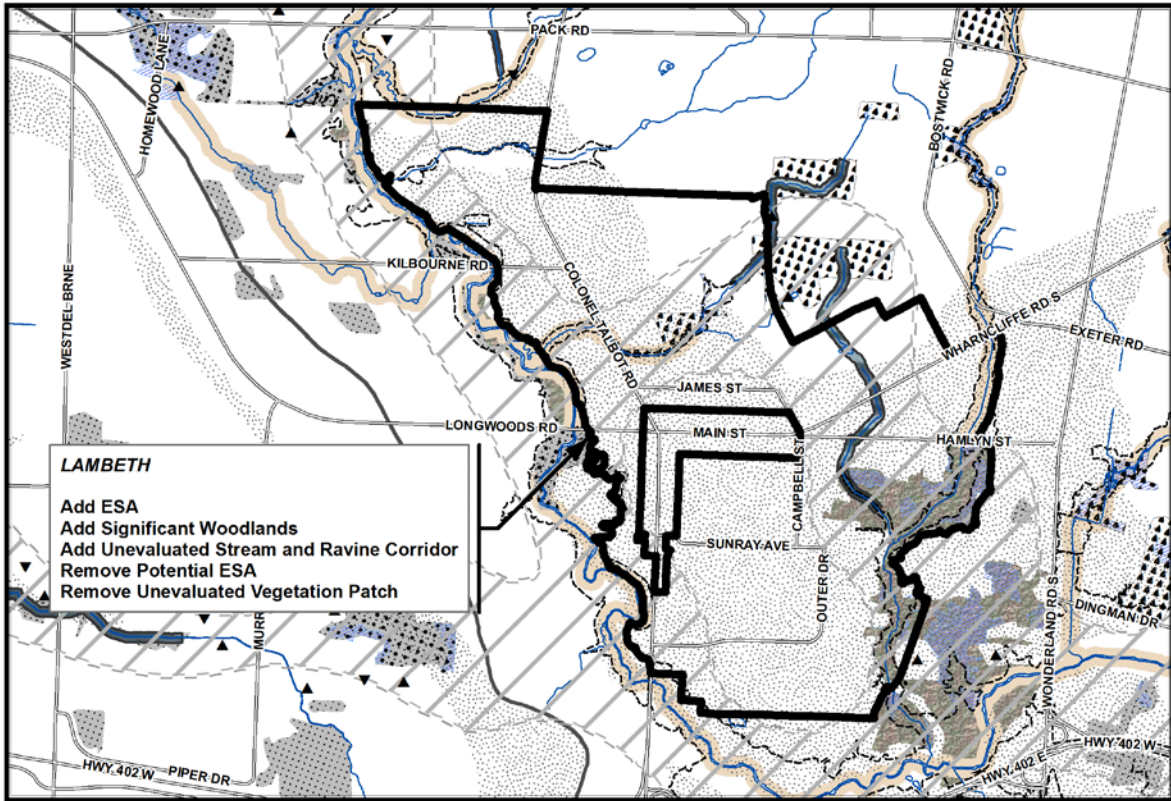 PACK RD
HOMEWOOD LANE
BOSTWICK RD
KILBOURNE RD
COLONEL TALBOT RD
WESTDEL BRNE
WHARNCLIFFE RD S
EXETER RD
JAMES ST
LONGWOODS RD
MAIN ST
HAMLYN ST
CAMPBELL ST
LAMBETH
Add ESA
Add Significant Woodlands
Add Unevaluated Stream and Ravine Corridor
Remove Potential ESA
Remove Unevaluated Vegetation Patch
SUNRAY AVE
OUTER DR
DINGMAN DR
WONDERLAND RD S
MURR
HWY 402 W
PIPER DR
HWY 402 E
HWY 402 W